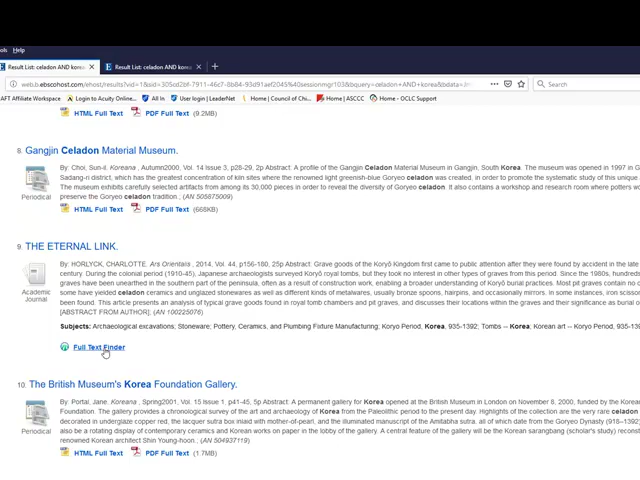 ols Help
Result List: celadon AND korea
Result List: celadon AND korea
AFT Affiliate Workspace Login to Acuity Online... All In User login | LeaderNet Home | Council of Chi... Home | ASCCC Home - OCLC Support
Search
HTML Full Text PDF Full Text (9.2MB)
8. Gangjin Celadon Material Museum.
By: Choi, Sun-il. Koreana , Autumn2000, Vol. 14 Issue 3, p28-29, 2p Abstract: A profile of the Gangjin Celadon Material Museum in Gangjin, South Korea. The museum was opened in 1997 in G
Sadang-ri district, which has the greatest concentration of kiln sites where the renowned light greenish-blue Goryeo celadon was created, in order to promote the systematic study of this unique
The museum exhibits carefully selected artifacts from among its 30,000 pieces in order to reveal the diversity of Goryeo celadon. It also contains a workshop and research room where potters wo
preserve the Goryeo celadon tradition., (AN 505875009)
Periodical
HTML Full Text PDF Full Text (668KB)
9. THE ETERNAL LINK.
By: HORLYCK, CHARLOTTE. Ars Orientalis , 2014, Vol. 44, p156-180, 25p Abstract: Grave goods of the Koryŏ Kingdom first came to public attention after they were found by accident in the late
century. During the colonial period (1910-45), Japanese archaeologists surveyed Koryŏ royal tombs, but they took no interest in other types of graves from this period. Since the 1980s, hundreds
graves have been unearthed in the southern part of the peninsula, often as a result of construction work, enabling a broader understanding of Koryŏ burial practices. Most pit graves contain no o
some have yielded celadon ceramics and unglazed stonewares as well as different kinds of metalwares, usually bronze spoons, hairpins, and occasionally mirrors. In some instances, iron scissor
been found. This article presents an analysis of typical grave goods found in royal tomb chambers and pit graves, and discusses their locations within the graves and their significance as burial o
[ABSTRACT FROM AUTHOR]; (AN 100225076)
Academic
Journal
Subjects: Archaeological excavations; Stoneware; Pottery, Ceramics, and Plumbing Fixture Manufacturing; Koryo Period, Korea, 935-1392; Tombs -- Korea; Korean art -- Koryo Period, 935-139
Full Text Finder
10. The British Museum's Korea Foundation Gallery.
By: Portal, Jane. Koreana , Spring2001, Vol. 15 Issue 1, p41-45, 5p Abstract: A permanent gallery for Korea opened at the British Museum in London on November 8, 2000, funded by the Korea
Foundation. The gallery provides a chronological survey of the art and archaeology of Korea from the Paleolithic period to the present day. Highlights of the collection are the very rare celadon
decorated in underglaze copper red, the lacquer sutra box inlaid with mother-of-pearl, and the illuminated manuscript of the Amitabha sutra. all of which date from the Goryeo Dynasty (918–1392)
also be a rotating display of contemporary ceramics and Korean works on paper in the lobby of the gallery. A central feature of the gallery will be the Korean sarangbang (scholar's study) reconst
renowned Korean architect Shin Young-hoon., (AN 504937119)
Periodical
HTML Full Text PDF Full Text (1.7MB)